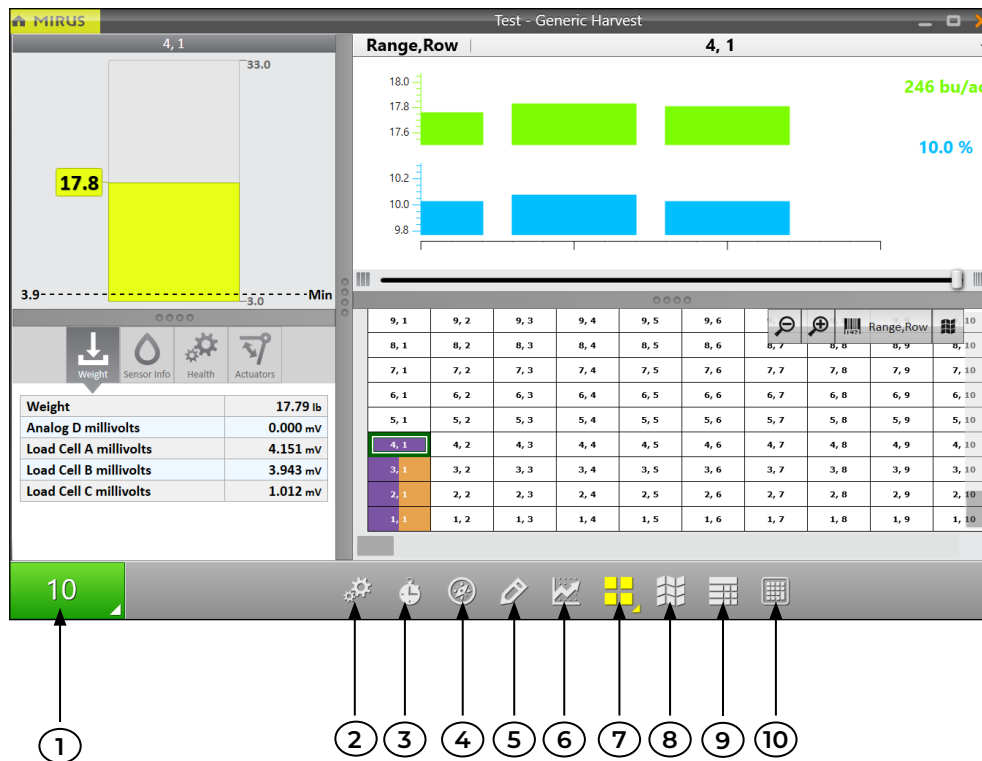 MIRUS
Test - Generic Harvest
4, 1
33.0
17.8
3.9
3.0
Min
Range,Row
4, 1
18.0
17.8
17.6
246 bu/ac
10.2
10.0
9.8
10.0 %
Weight
Sensor Info
Health
Actuators
Weight 17.79 lb
Analog D millivolts 0.000 mV
Load Cell A millivolts 4.151 mV
Load Cell B millivolts 3.943 mV
Load Cell C millivolts 1.012 mV
Range,Row
9, 1 9, 2 9, 3 9, 4 9, 5 9, 6 10
8, 1 8, 2 8, 3 8, 4 8, 5 8, 6 8, 7 8, 8 8, 9 8, 10
7, 1 7, 2 7, 3 7, 4 7, 5 7, 6 7, 7 7, 8 7, 9 7, 10
6, 1 6, 2 6, 3 6, 4 6, 5 6, 6 6, 7 6, 8 6, 9 6, 10
5, 1 5, 2 5, 3 5, 4 5, 5 5, 6 5, 7 5, 8 5, 9 5, 10
4, 1 4, 2 4, 3 4, 4 4, 5 4, 6 4, 7 4, 8 4, 9 4, 10
3, 1 3, 2 3, 3 3, 4 3, 5 3, 6 3, 7 3, 8 3, 9 3, 10
2, 1 2, 2 2, 3 2, 4 2, 5 2, 6 2, 7 2, 8 2, 9 2, 10
1, 1 1, 2 1, 3 1, 4 1, 5 1, 6 1, 7 1, 8 1, 9 1, 10
10
1 2 3 4 5 6 7 8 9 10